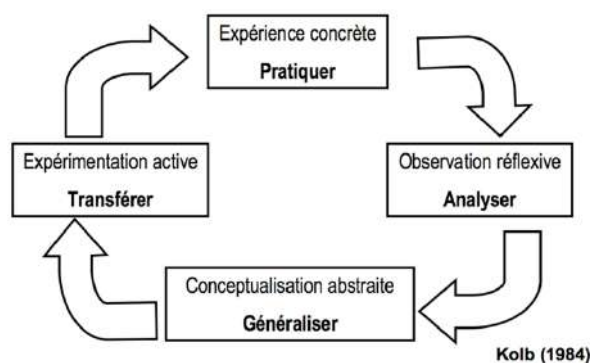 Expérience concrète
Pratiquer
Observation réflexive
Analyser
Conceptualisation abstraite
Généraliser
Expérimentation active
Transférer
Kolb (1984)